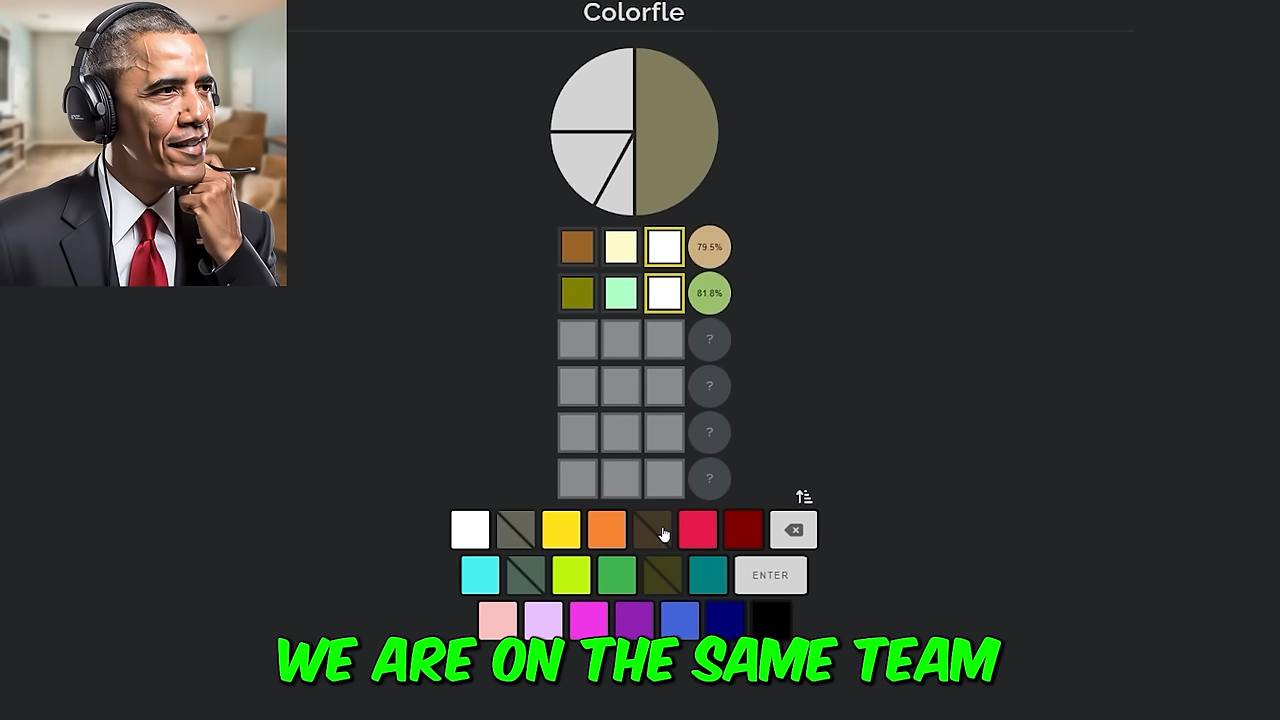 Colorfle
79.5%
81.8%
?
?
?
?
ENTER
WE ARE ON THE SAME TEAM